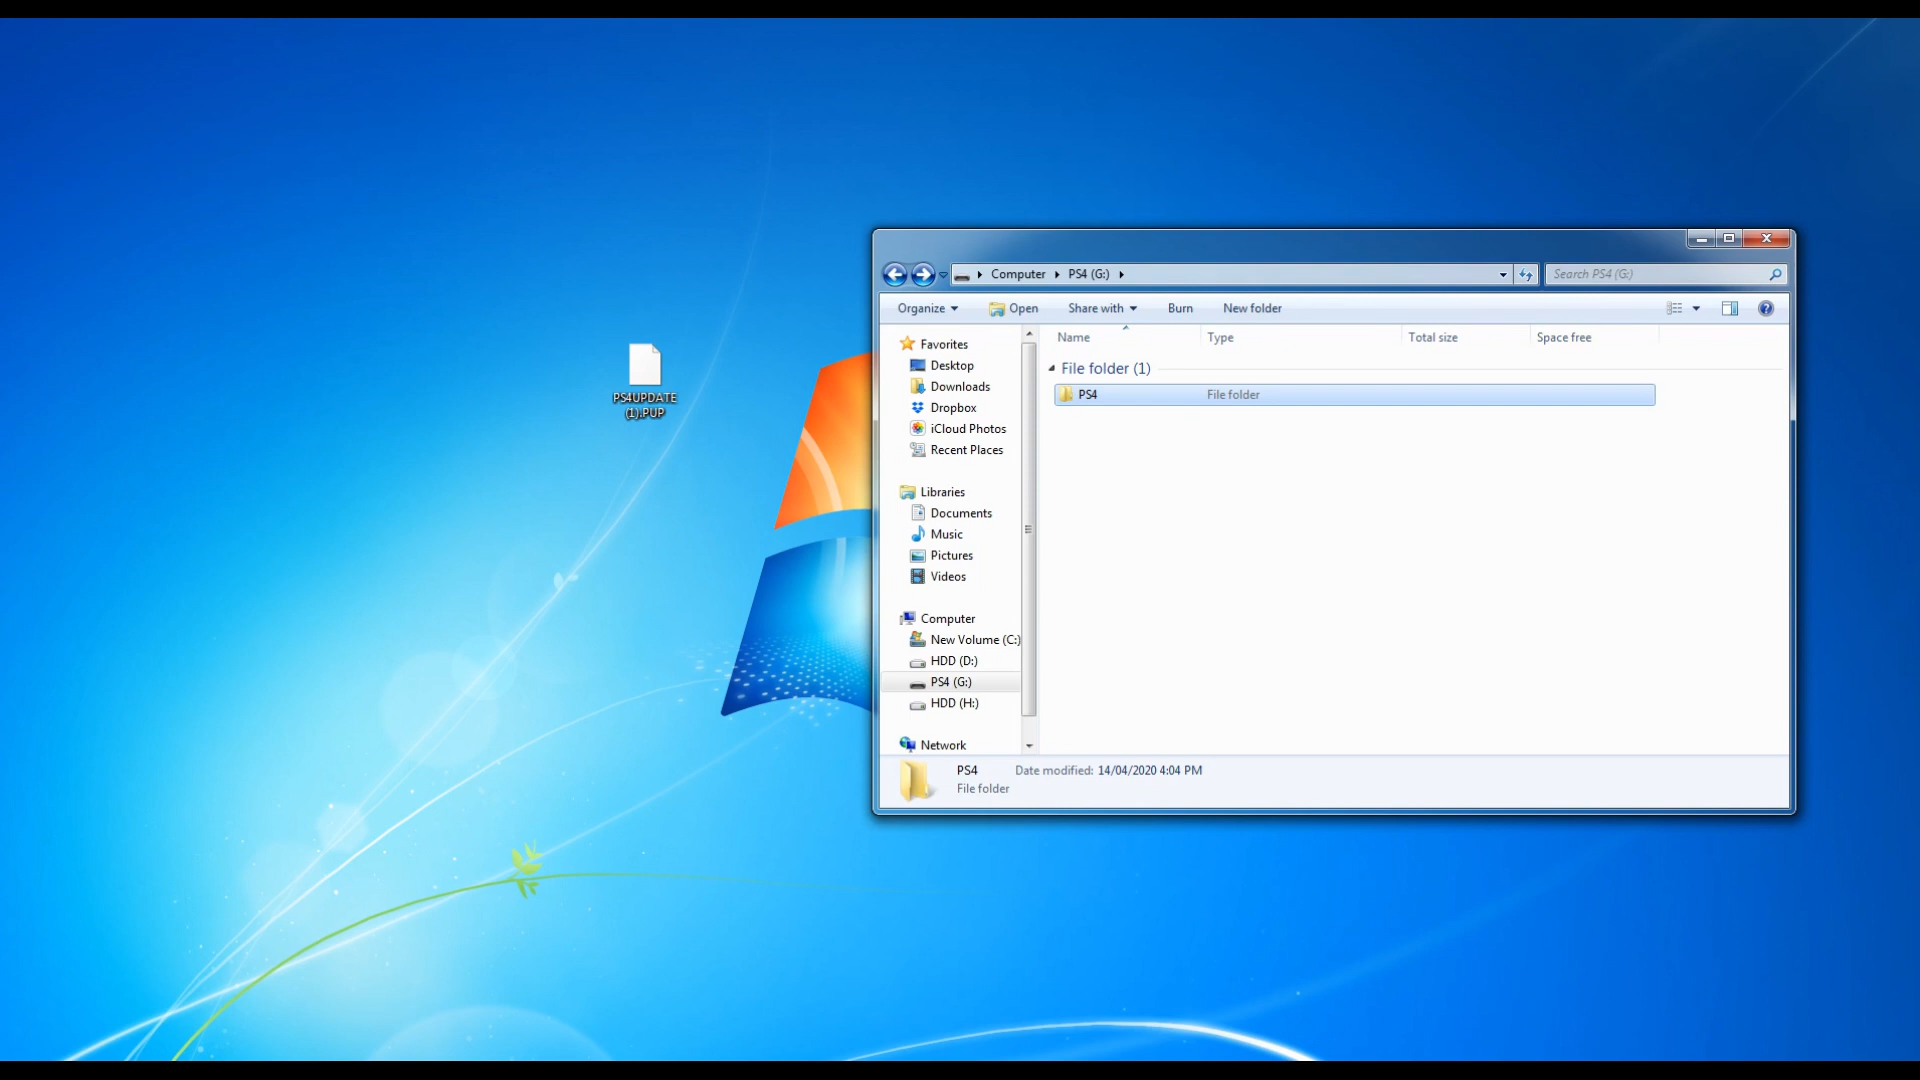 PS4UPDATE
(1).PUP
Computer PS4 (G:)
Search PS4 (G:)
Organize Open Share with Burn New folder
Favorites
Desktop
Downloads
Dropbox
iCloud Photos
Recent Places
Libraries
Documents
Music
Pictures
Videos
Computer
New Volume (C:)
HDD (D:)
PS4 (G:)
HDD (H:)
Network
Name Type Total size Space free
File folder (1)
PS4 File folder
PS4 Date modified: 14/04/2020 4:04 PM
File folder